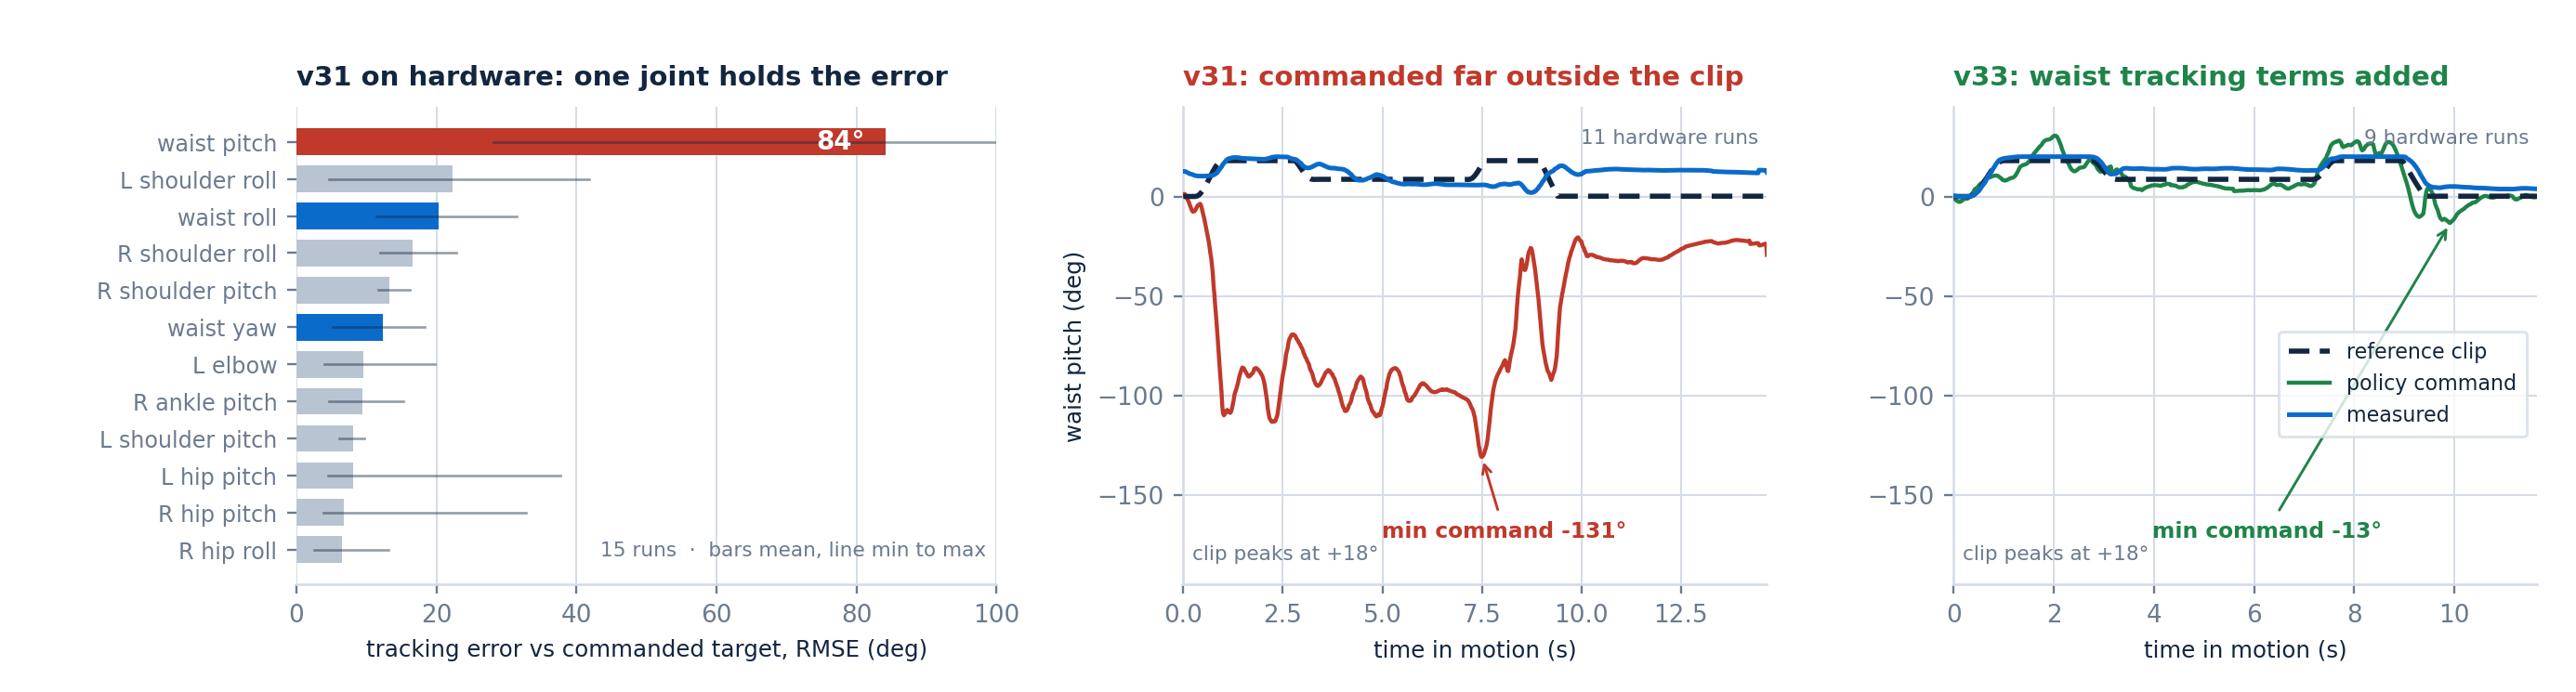 v31 on hardware: one joint holds the error
waist pitch
L shoulder roll
waist roll
R shoulder roll
R shoulder pitch
waist yaw
L elbow
R ankle pitch
L shoulder pitch
L hip pitch
R hip pitch
R hip roll
84°
15 runs · bars mean, line min to max
0 20 40 60 80 100
tracking error vs commanded target, RMSE (deg)
v31: commanded far outside the clip
11 hardware runs
waist pitch (deg)
0
−50
−100
−150
min command -131°
clip peaks at +18°
0.0 2.5 5.0 7.5 10.0 12.5
time in motion (s)
v33: waist tracking terms added
9 hardware runs
0
−50
−100
−150
reference clip
policy command
measured
min command -13°
clip peaks at +18°
0 2 4 6 8 10
time in motion (s)